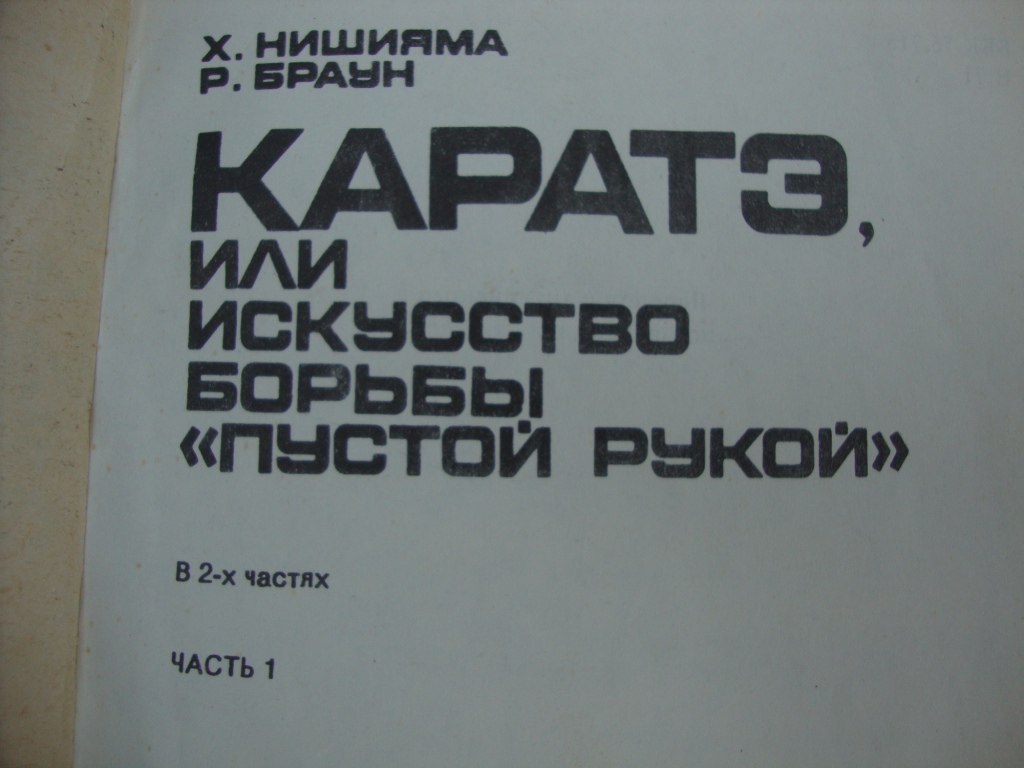 Х. НИШИЯМА
Р. БРАУН
КАРАТЭ,
ИЛИ
ИСКУССТВО
БОРЬБЫ
«ПУСТОЙ РУКОЙ»
В 2-х частях
ЧАСТЬ 1